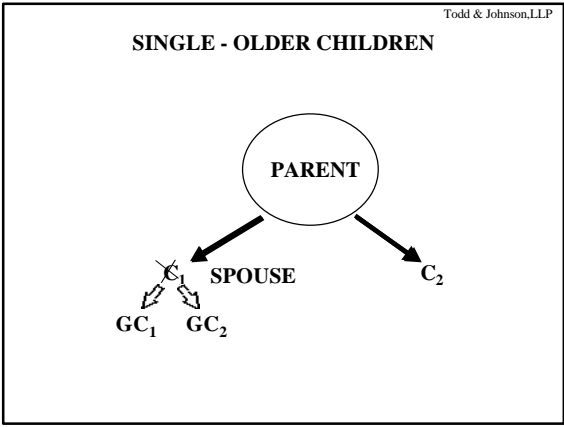 Todd & Johnson,LLP
SINGLE - OLDER CHILDREN
PARENT
C₁ SPOUSE C₂
GC₁ GC₂